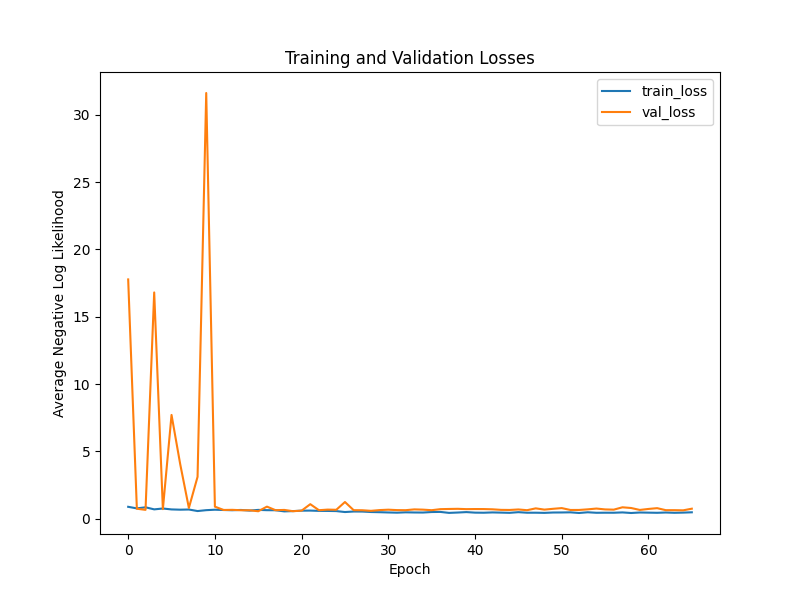 Training and Validation Losses
train_loss
val_loss
Average Negative Log Likelihood
30
25
20
15
10
5
0
0 10 20 30 40 50 60
Epoch